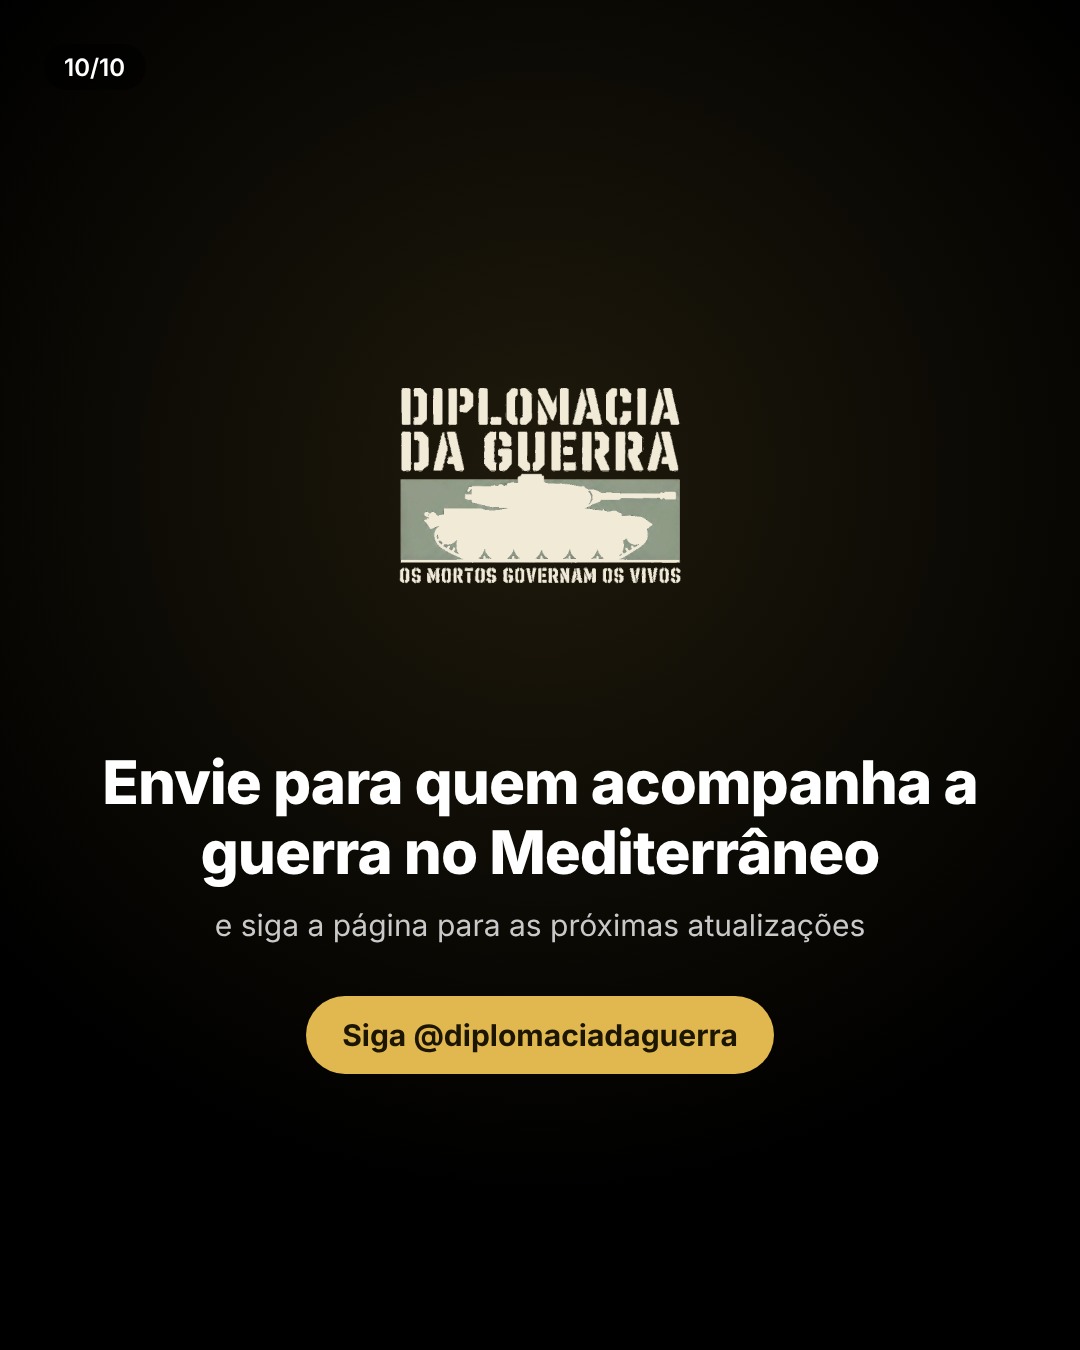 10/10
DIPLOMACIA
DA GUERRA
OS MORTOS GOVERNAM OS VIVOS
Envie para quem acompanha a
guerra no Mediterrâneo
e siga a página para as próximas atualizações
Siga @diplomaciadaguerra